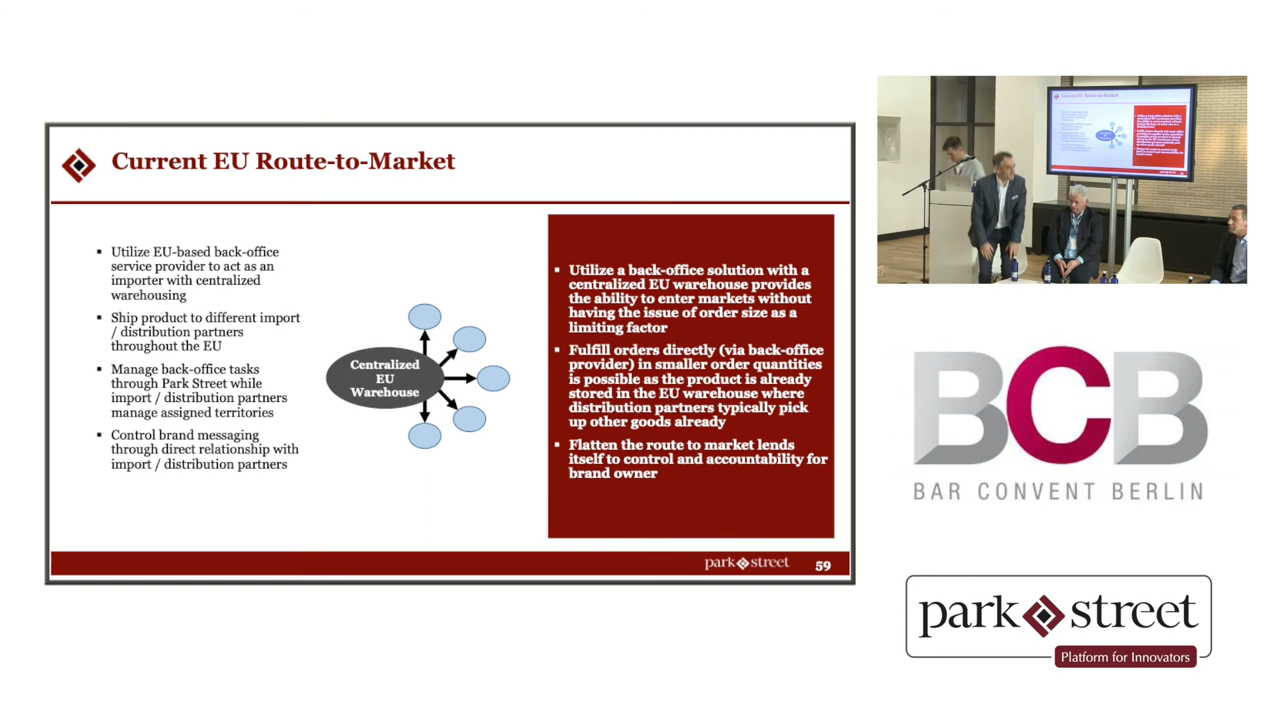 Current EU Route-to-Market
▪ Utilize EU-based back-office
service provider to act as an
importer with centralized
warehousing
▪ Ship product to different import
/ distribution partners
throughout the EU
▪ Manage back-office tasks
through Park Street while
import / distribution partners
manage assigned territories
▪ Control brand messaging
through direct relationship with
import / distribution partners
Centralized
EU
Warehouse
▪ Utilize a back-office solution with a
centralized EU warehouse provides
the ability to enter markets without
having the issue of order size as a
limiting factor
▪ Fulfill orders directly (via back-office
provider) in smaller order quantities
is possible as the product is already
stored in the EU warehouse where
distribution partners typically pick
up other goods already
▪ Flatten the route to market lends
itself to control and accountability for
brand owner
park street
59
Current EU Route-to-Market
BCB
BAR CONVENT BERLIN
park street
Platform for Innovators